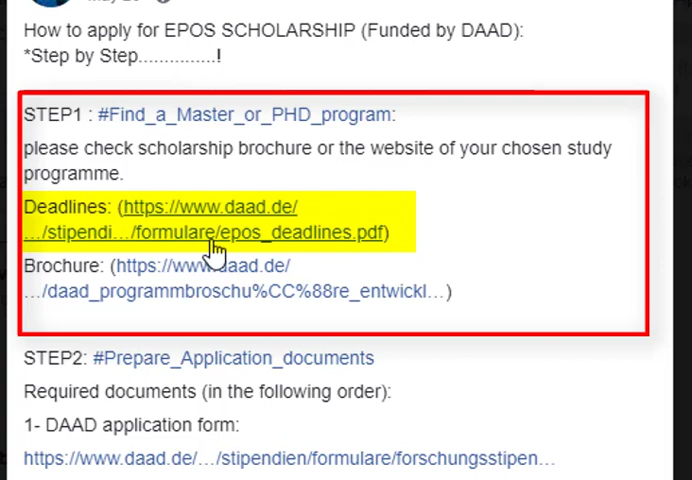 How to apply for EPOS SCHOLARSHIP (Funded by DAAD):
*Step by Step...............!
STEP1 : #Find_a_Master_or_PHD_program:
please check scholarship brochure or the website of your chosen study
programme.
Deadlines: (https://www.daad.de/
…/stipendi…/formulare/epos_deadlines.pdf)
Brochure: (https://www.daad.de/
…/daad_programmbroschu%CC%88re_entwickl…)
STEP2: #Prepare_Application_documents
Required documents (in the following order):
1- DAAD application form:
https://www.daad.de/…/stipendien/formulare/forschungsstipen…